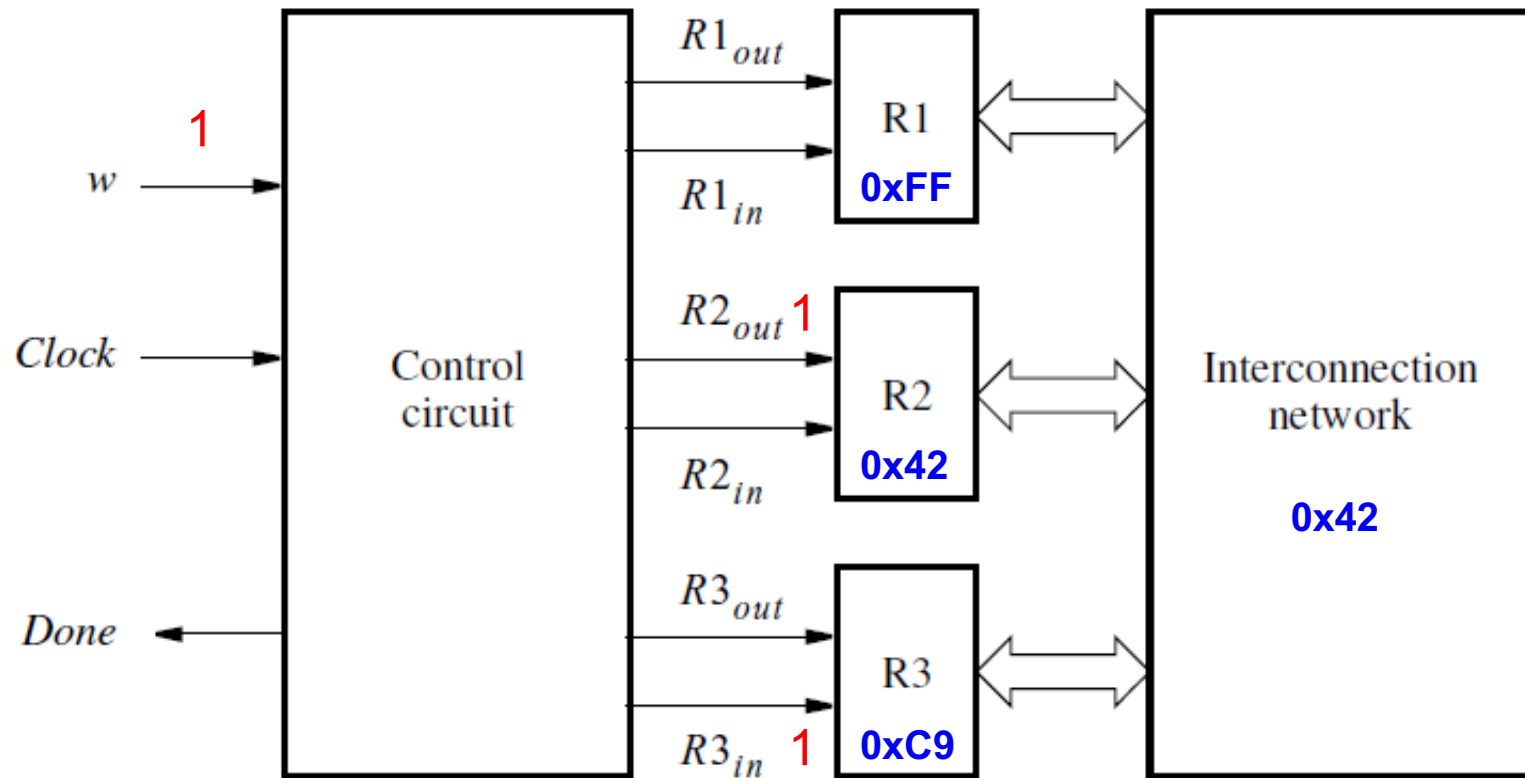 1
w
Clock
Done
Control
circuit
R1out
R1in
R2out 1
R2in
R3out
R3in 1
R1
0xFF
R2
0x42
R3
0xC9
Interconnection
network
0x42